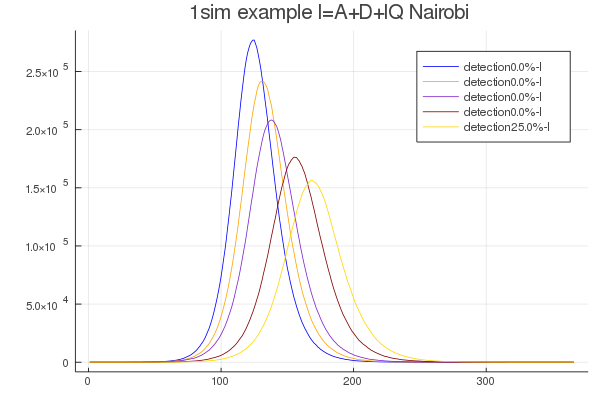 1sim example I=A+D+IQ Nairobi
detection0.0%-I
detection0.0%-I
detection0.0%-I
detection0.0%-I
detection25.0%-I
2.5×10 5
2.0×10 5
1.5×10 5
1.0×10 5
5.0×10 4
0
0 100 200 300